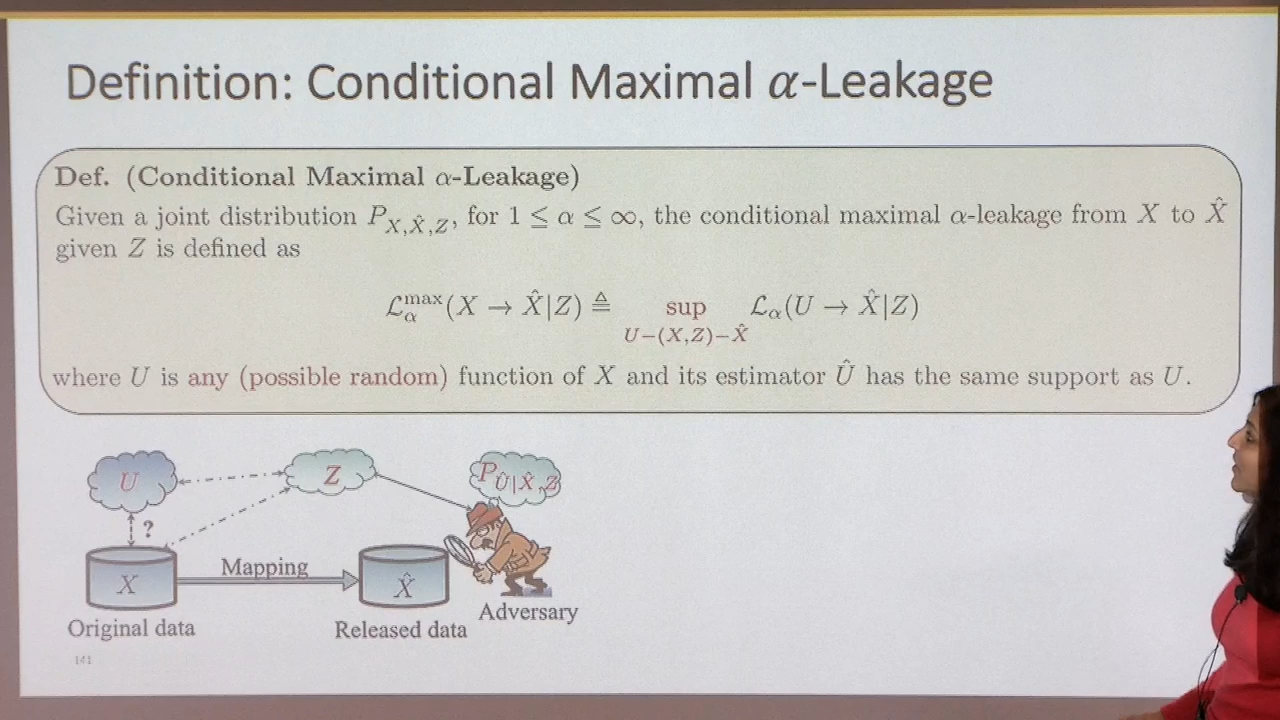 Definition: Conditional Maximal α-Leakage
Def. (Conditional Maximal α-Leakage)
Given a joint distribution P_{X,X̂,Z}, for 1 ≤ α ≤ ∞, the conditional maximal α-leakage from X to X̂
given Z is defined as
ℒ_α^{max}(X → X̂|Z) ≜ sup_{U−(X,Z)−X̂} ℒ_α(U → X̂|Z)
where U is any (possible random) function of X and its estimator Û has the same support as U.
U
Z
P_{Û|X̂,Z}
?
X
Mapping
X̂
Adversary
Original data
Released data
141